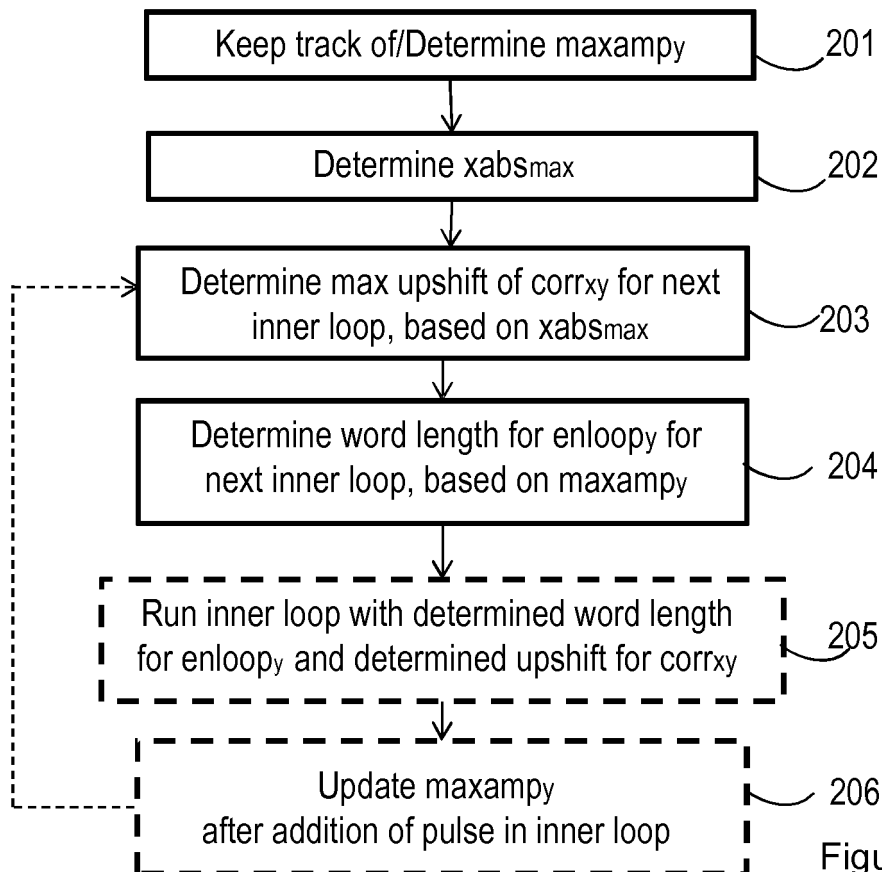 Keep track of/Determine maxampy
201
Determine xabsmax
202
Determine max upshift of corrxy for next
inner loop, based on xabsmax
203
Determine word length for enloopy for
next inner loop, based on maxampy
204
Run inner loop with determined word length
for enloopy and determined upshift for corrxy
205
Update maxampy
after addition of pulse in inner loop
206